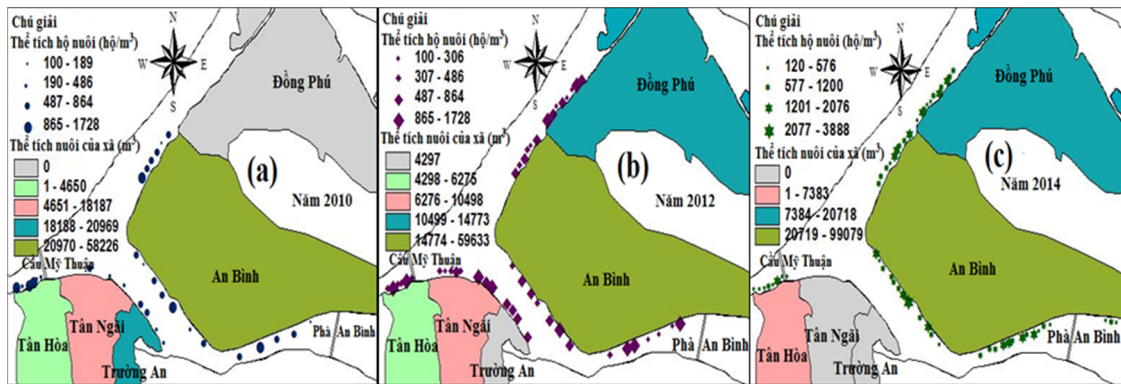 Chú giải
Thể tích hộ nuôi (hộ/m³)
100 - 189
190 - 486
487 - 864
865 - 1728
Thể tích nuôi của xã (m³)
0
1 - 4650
4651 - 18187
18188 - 20969
20970 - 58226
N
W E
S
Đồng Phú
(a)
Năm 2010
An Bình
Cầu Mỹ Thuận
Tân Ngãi
Tân Hòa
Trường An
Phà An Bình
Chú giải
Thể tích hộ nuôi (hộ/m³)
100 - 306
307 - 486
487 - 864
865 - 1728
Thể tích nuôi của xã (m³)
4297
4298 - 6275
6276 - 10498
10499 - 14773
14774 - 59633
N
W E
S
Đồng Phú
(b)
Năm 2012
An Bình
Cầu Mỹ Thuận
Tân Ngãi
Tân Hòa
Trường An
Phà An Bình
Chú giải
Thể tích hộ nuôi (hộ/m³)
120 - 576
577 - 1200
1201 - 2076
2077 - 3888
Thể tích nuôi của xã (m³)
0
1 - 7383
7384 - 20718
20719 - 99079
N
W E
S
Đồng Phú
(c)
Năm 2014
An Bình
Cầu Mỹ Thuận
Tân Ngãi
Tân Hòa
Trường An
Phà An Bình